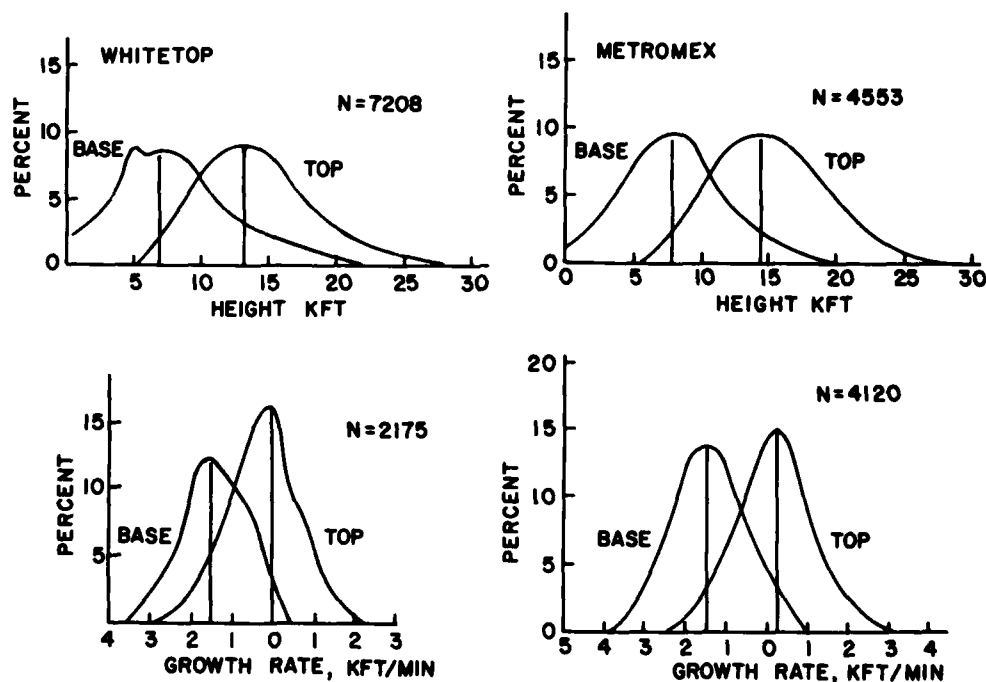 WHITETOP
N=7208
PERCENT
15
10
5
0
BASE
TOP
5 10 15 20 25 30
HEIGHT KFT
METROMEX
N=4553
PERCENT
15
10
5
0
BASE
TOP
0 5 10 15 20 25 30
HEIGHT KFT
N=2175
PERCENT
15
10
5
BASE
TOP
4 3 2 1 0 1 2 3
GROWTH RATE, KFT/MIN
N=4120
PERCENT
20
15
10
5
0
BASE
TOP
5 4 3 2 1 0 1 2 3 4
GROWTH RATE, KFT/MIN